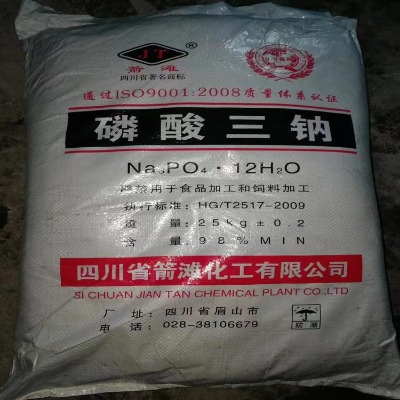 JT
®
箭滩
四川省著名商标
通过ISO9001:2008质量体系认证
磷酸三钠
Na₃PO₄·12H₂O
严禁用于食品加工和饲料加工
执行标准: HG/T2517-2009
质量: 25kg±0.2
含量: 98%MIN
四川省箭滩化工有限公司
SI CHUAN JIAN TAN CHEMICAL PLANT CO.,LTD
厂址: 四川省眉山市
电话: 028-38106679
防潮